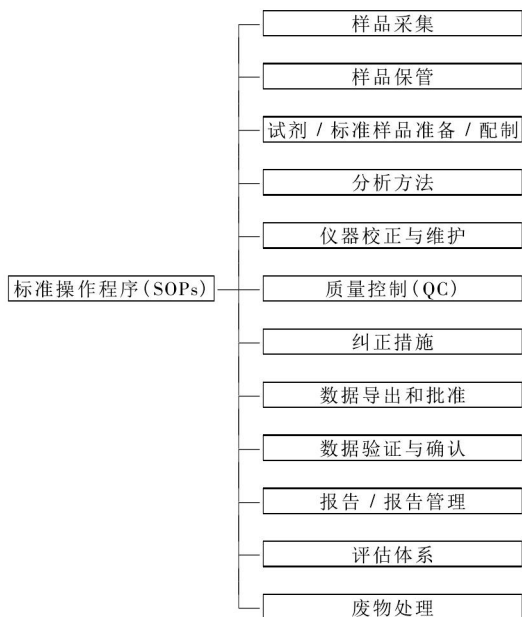 样品采集
样品保管
试剂 / 标准样品准备 / 配制
分析方法
仪器校正与维护
标准操作程序(SOPs)
质量控制(QC)
纠正措施
数据导出和批准
数据验证与确认
报告 / 报告管理
评估体系
废物处理